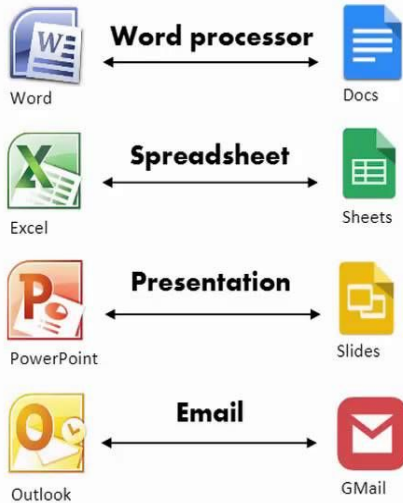 Word processor
Word
Docs
Spreadsheet
Excel
Sheets
Presentation
PowerPoint
Slides
Email
Outlook
GMail